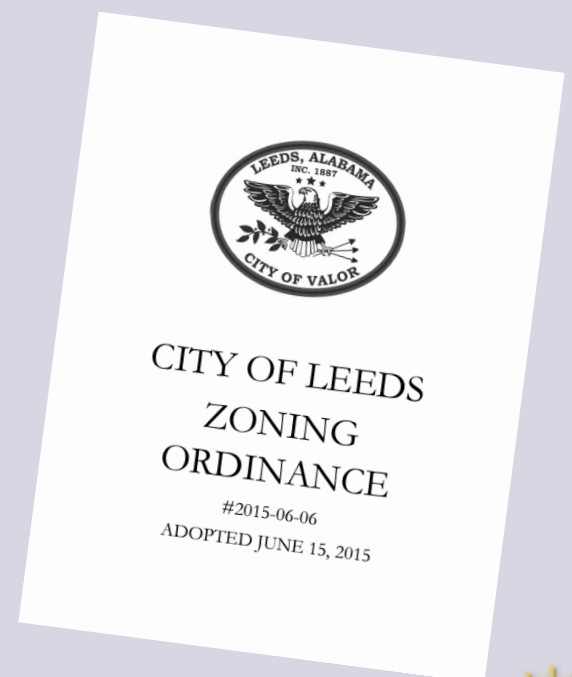 LEEDS, ALABAMA
INC. 1887
CITY OF VALOR
CITY OF LEEDS
ZONING
ORDINANCE
#2015-06-06
ADOPTED JUNE 15, 2015